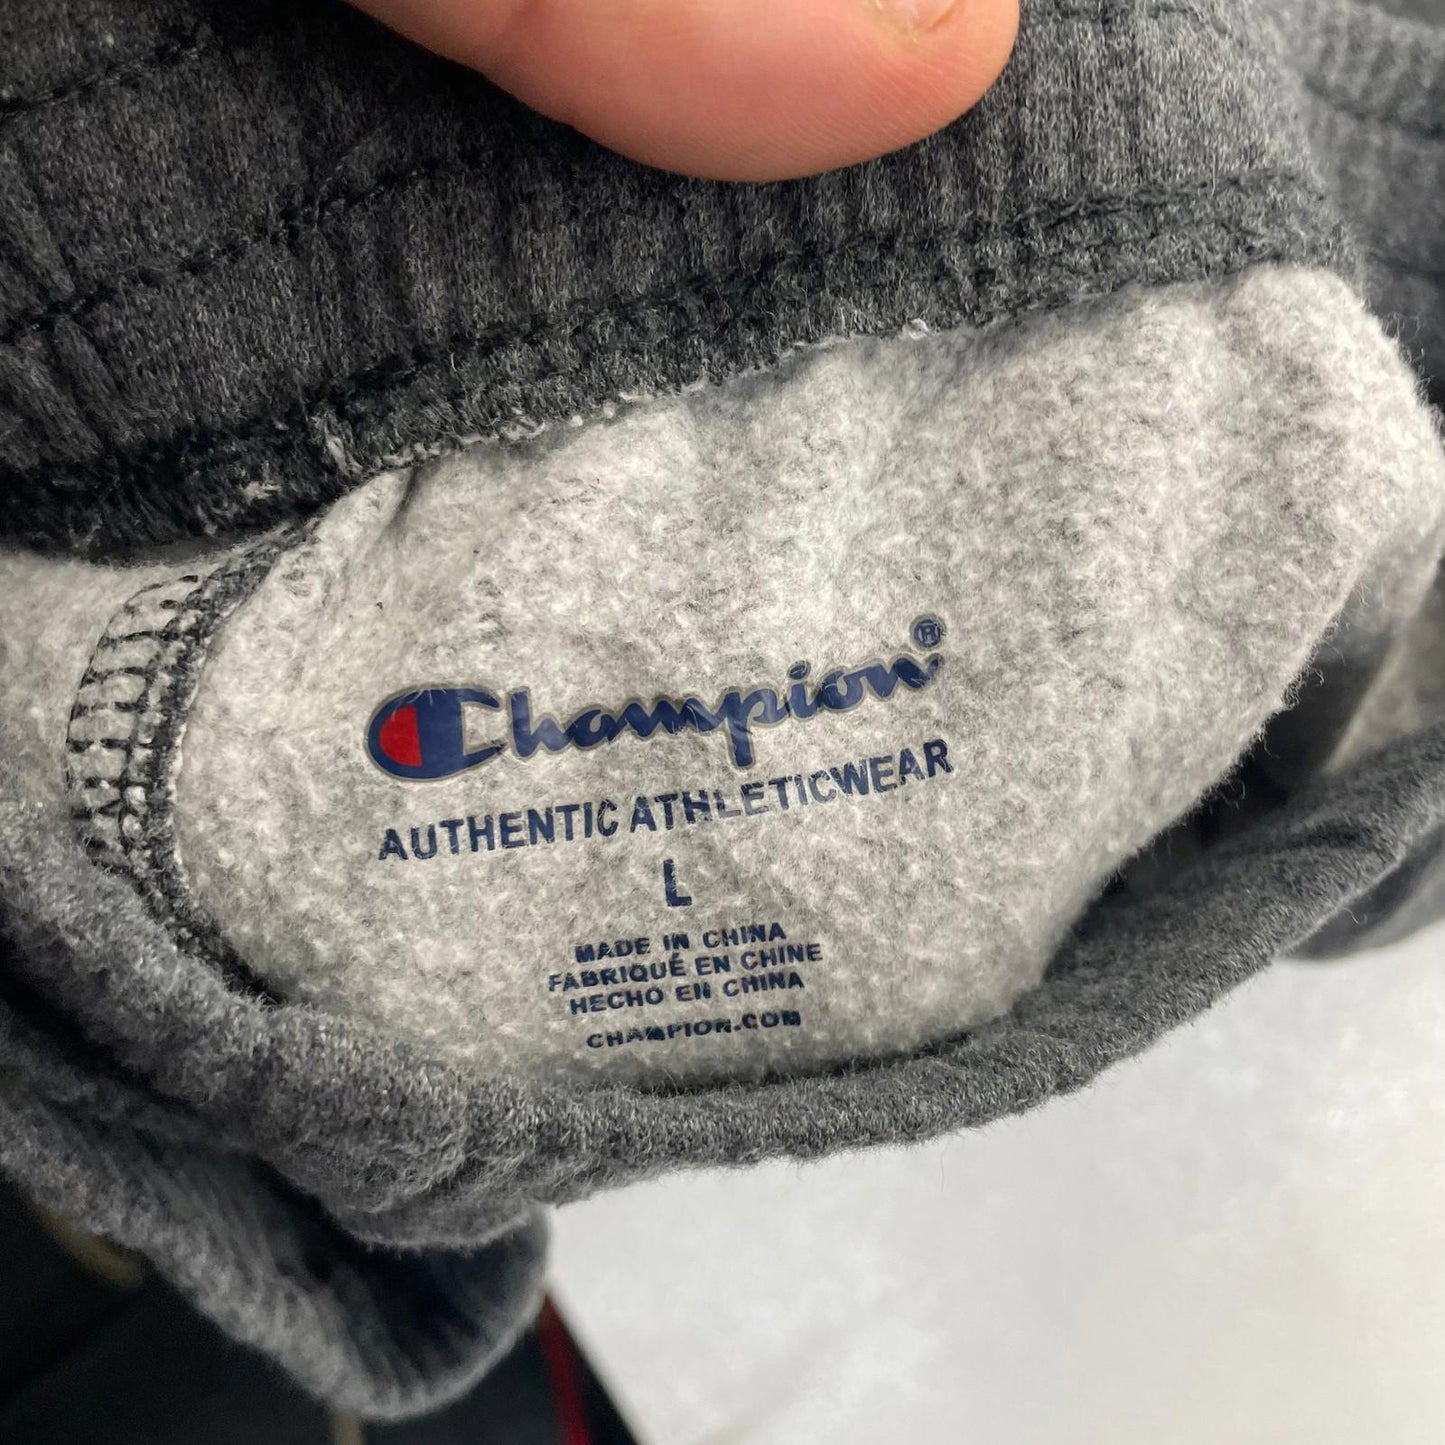 Champion®
AUTHENTIC ATHLETICWEAR
L
MADE IN CHINA
FABRIQUÉ EN CHINE
HECHO EN CHINA
CHAMPION.COM